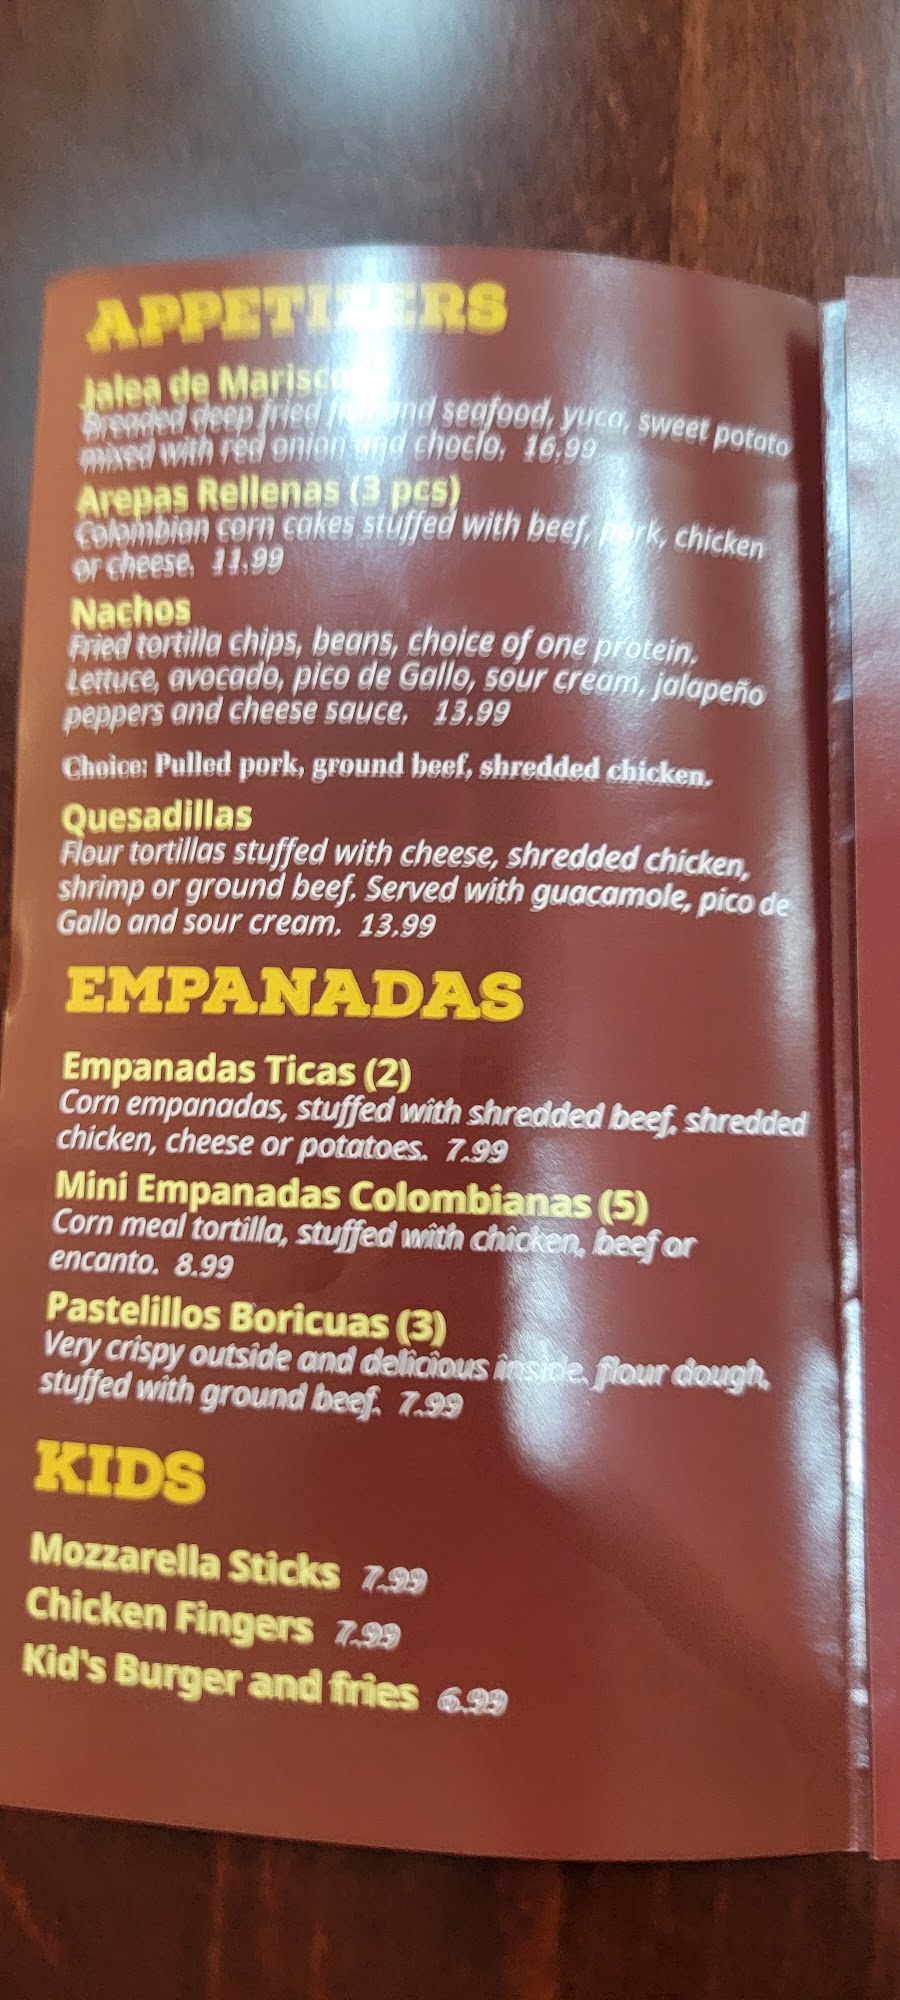 APPETIZERS
Jalea de Marisco
Breaded deep fried fish and seafood, yuca, sweet potato
mixed with red onion and choclo. 16.99
Arepas Rellenas (3 pcs)
Colombian corn cakes stuffed with beef, pork, chicken
or cheese. 11.99
Nachos
Fried tortilla chips, beans, choice of one protein.
Lettuce, avocado, pico de Gallo, sour cream, jalapeño
peppers and cheese sauce. 13.99
Choice: Pulled pork, ground beef, shredded chicken.
Quesadillas
Flour tortillas stuffed with cheese, shredded chicken,
shrimp or ground beef. Served with guacamole, pico de
Gallo and sour cream. 13.99
EMPANADAS
Empanadas Ticas (2)
Corn empanadas, stuffed with shredded beef, shredded
chicken, cheese or potatoes. 7.99
Mini Empanadas Colombianas (5)
Corn meal tortilla, stuffed with chicken, beef or
encanto. 8.99
Pastelillos Boricuas (3)
Very crispy outside and delicious inside. flour dough,
stuffed with ground beef. 7.99
KIDS
Mozzarella Sticks 7.99
Chicken Fingers 7.99
Kid's Burger and fries 6.99